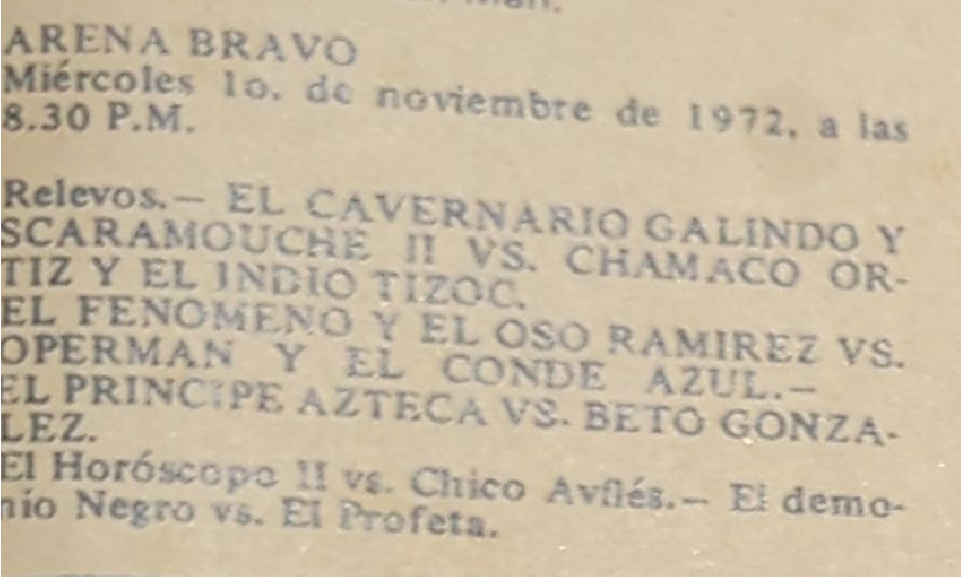 ARENA BRAVO
Miércoles 1o. de noviembre de 1972, a las
8.30 P.M.
Relevos.— EL CAVERNARIO GALINDO Y
SCARAMOUCHE II VS. CHAMACO OR-
TIZ Y EL INDIO TIZOC.
EL FENOMENO Y EL OSO RAMIREZ VS.
OPERMAN Y EL CONDE AZUL.—
EL PRINCIPE AZTECA VS. BETO GONZA-
LEZ.
El Horóscopo II vs. Chico Avilés.— El demo-
nio Negro vs. El Profeta.